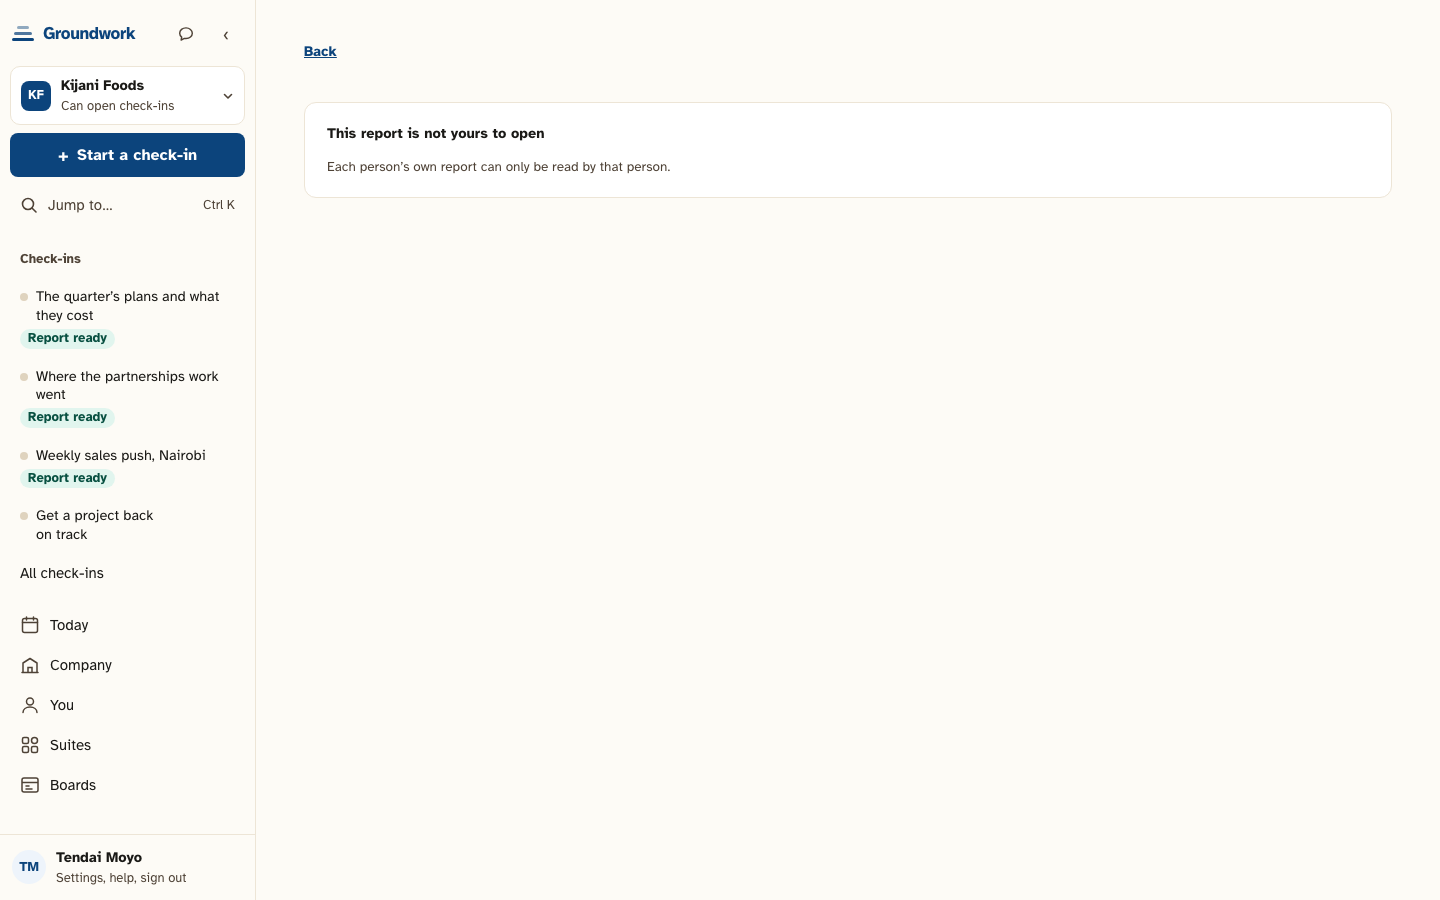 Groundwork
‹
KF
Kijani Foods
Can open check-ins
+ Start a check-in
Jump to...
Ctrl K
Check-ins
The quarter's plans and what
they cost
Report ready
Where the partnerships work
went
Report ready
Weekly sales push, Nairobi
Report ready
Get a project back
on track
All check-ins
Today
Company
You
Suites
Boards
TM
Tendai Moyo
Settings, help, sign out
Back
This report is not yours to open
Each person's own report can only be read by that person.